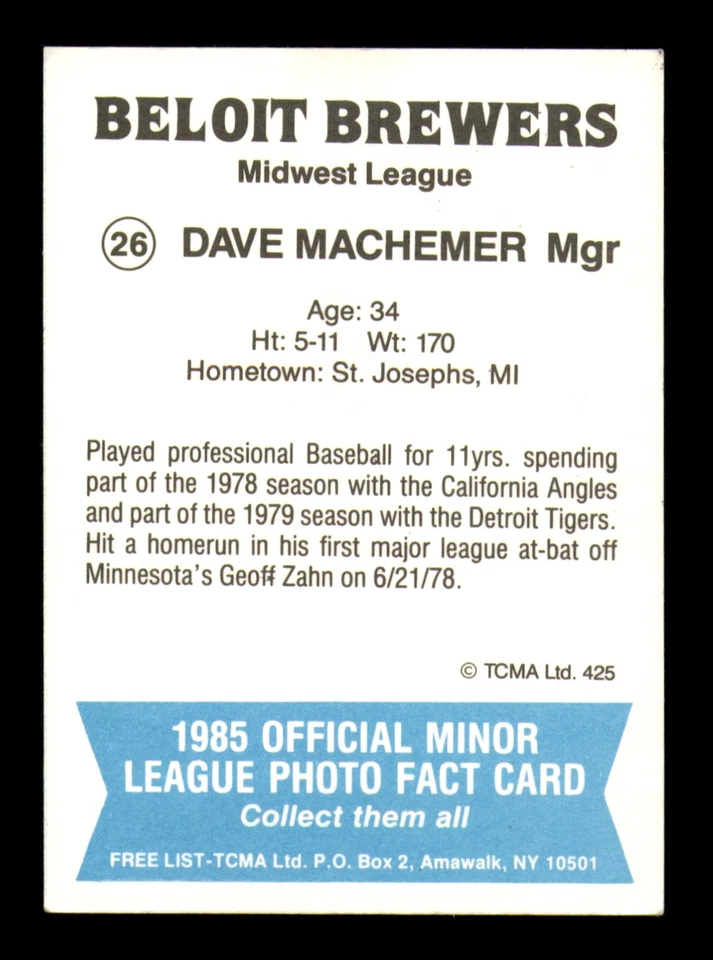 BELOIT BREWERS
Midwest League
26 DAVE MACHEMER Mgr
Age: 34
Ht: 5-11 Wt: 170
Hometown: St. Josephs, MI
Played professional Baseball for 11yrs. spending
part of the 1978 season with the California Angles
and part of the 1979 season with the Detroit Tigers.
Hit a homerun in his first major league at-bat off
Minnesota's Geoff Zahn on 6/21/78.
© TCMA Ltd. 425
1985 OFFICIAL MINOR
LEAGUE PHOTO FACT CARD
Collect them all
FREE LIST-TCMA Ltd. P.O. Box 2, Amawalk, NY 10501